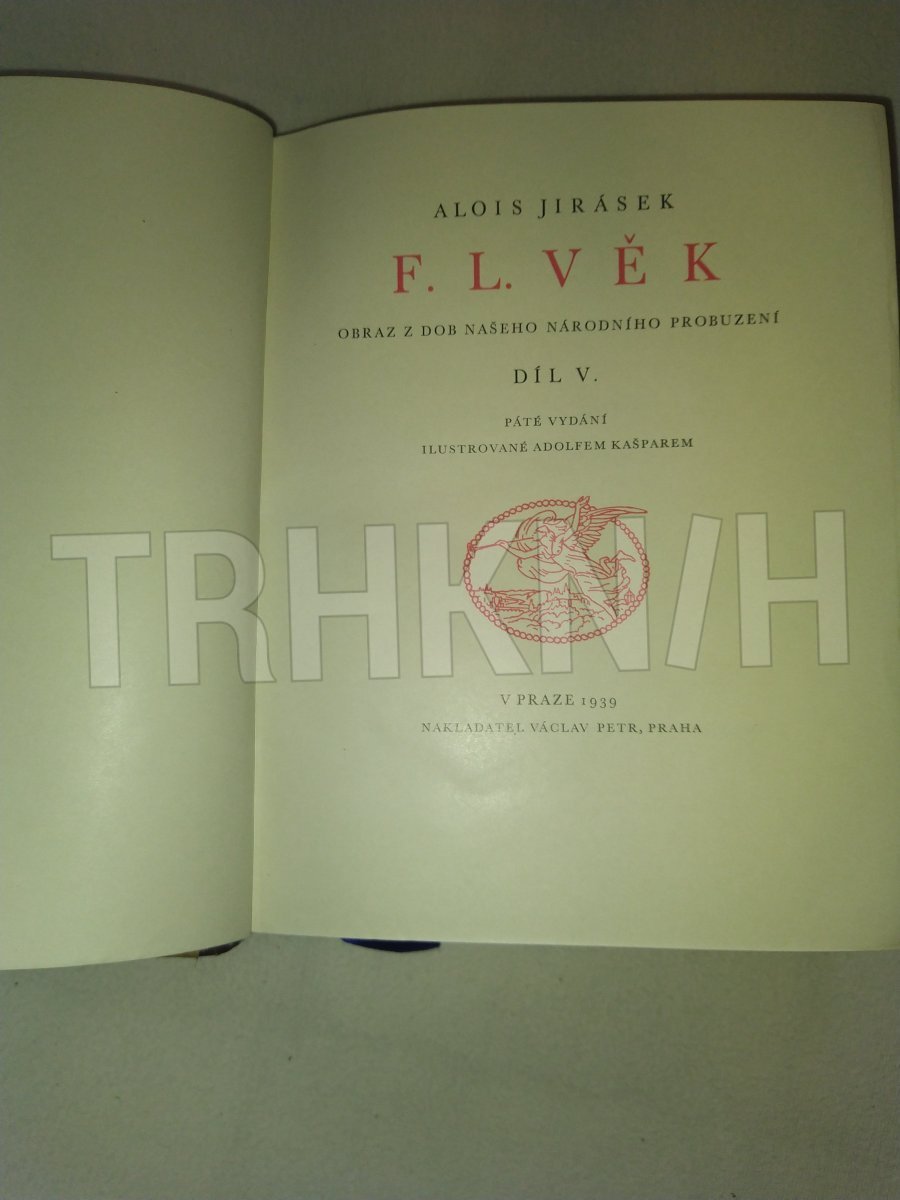 ALOIS JIRÁSEK
F. L. VĚK
OBRAZ Z DOB NAŠEHO NÁRODNÍHO PROBUZENÍ
DÍL V.
PÁTÉ VYDÁNÍ
ILUSTROVANÉ ADOLFEM KAŠPAREM
TRHKNIH
V PRAZE 1939
NAKLADATEL VÁCLAV PETR, PRAHA